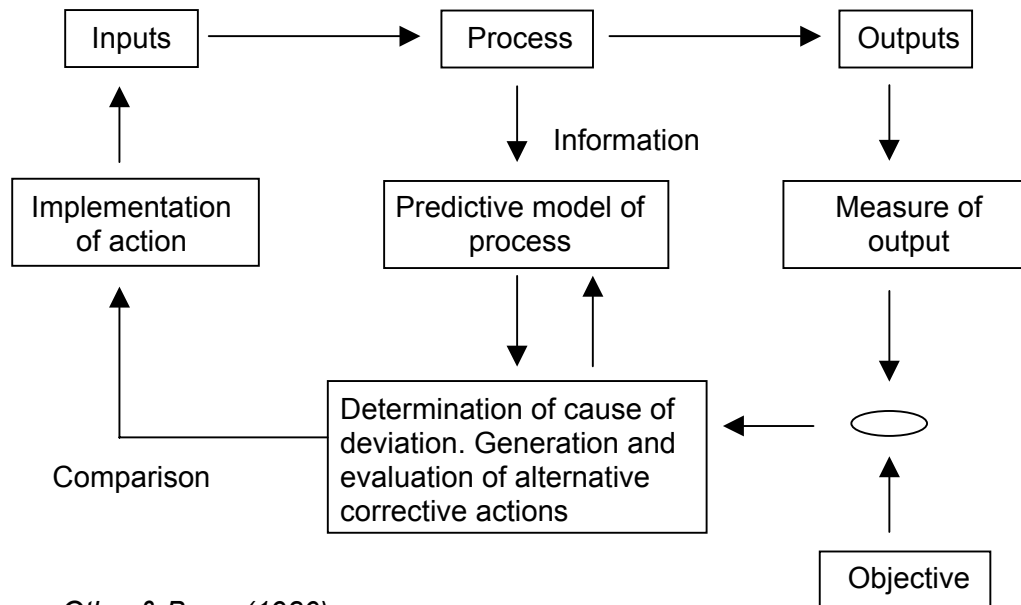 Inputs
Process
Outputs
Information
Implementation
of action
Predictive model of
process
Measure of
output
Determination of cause of
deviation. Generation and
evaluation of alternative
corrective actions
Comparison
Objective